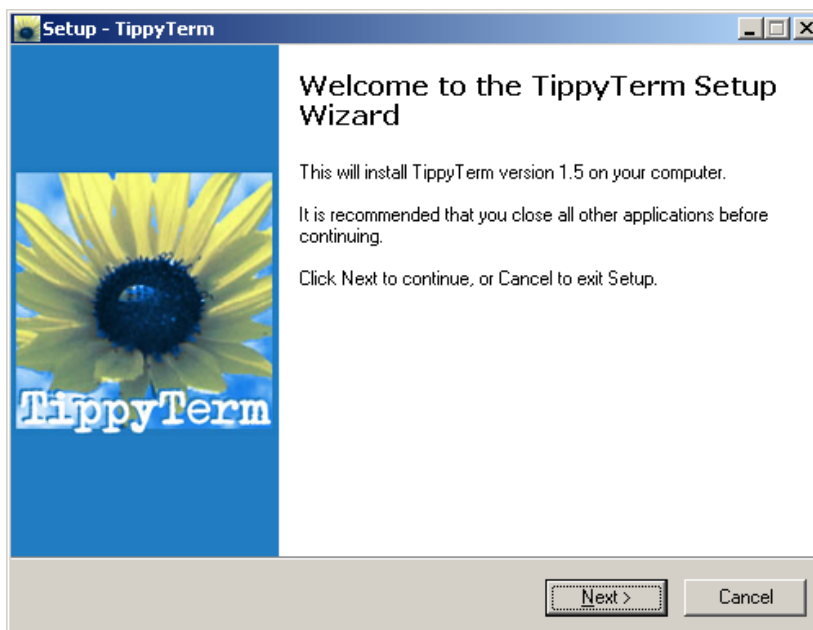 Setup - TippyTerm
Welcome to the TippyTerm Setup
Wizard
This will install TippyTerm version 1.5 on your computer.
It is recommended that you close all other applications before
continuing.
Click Next to continue, or Cancel to exit Setup.
TippyTerm
Next >
Cancel